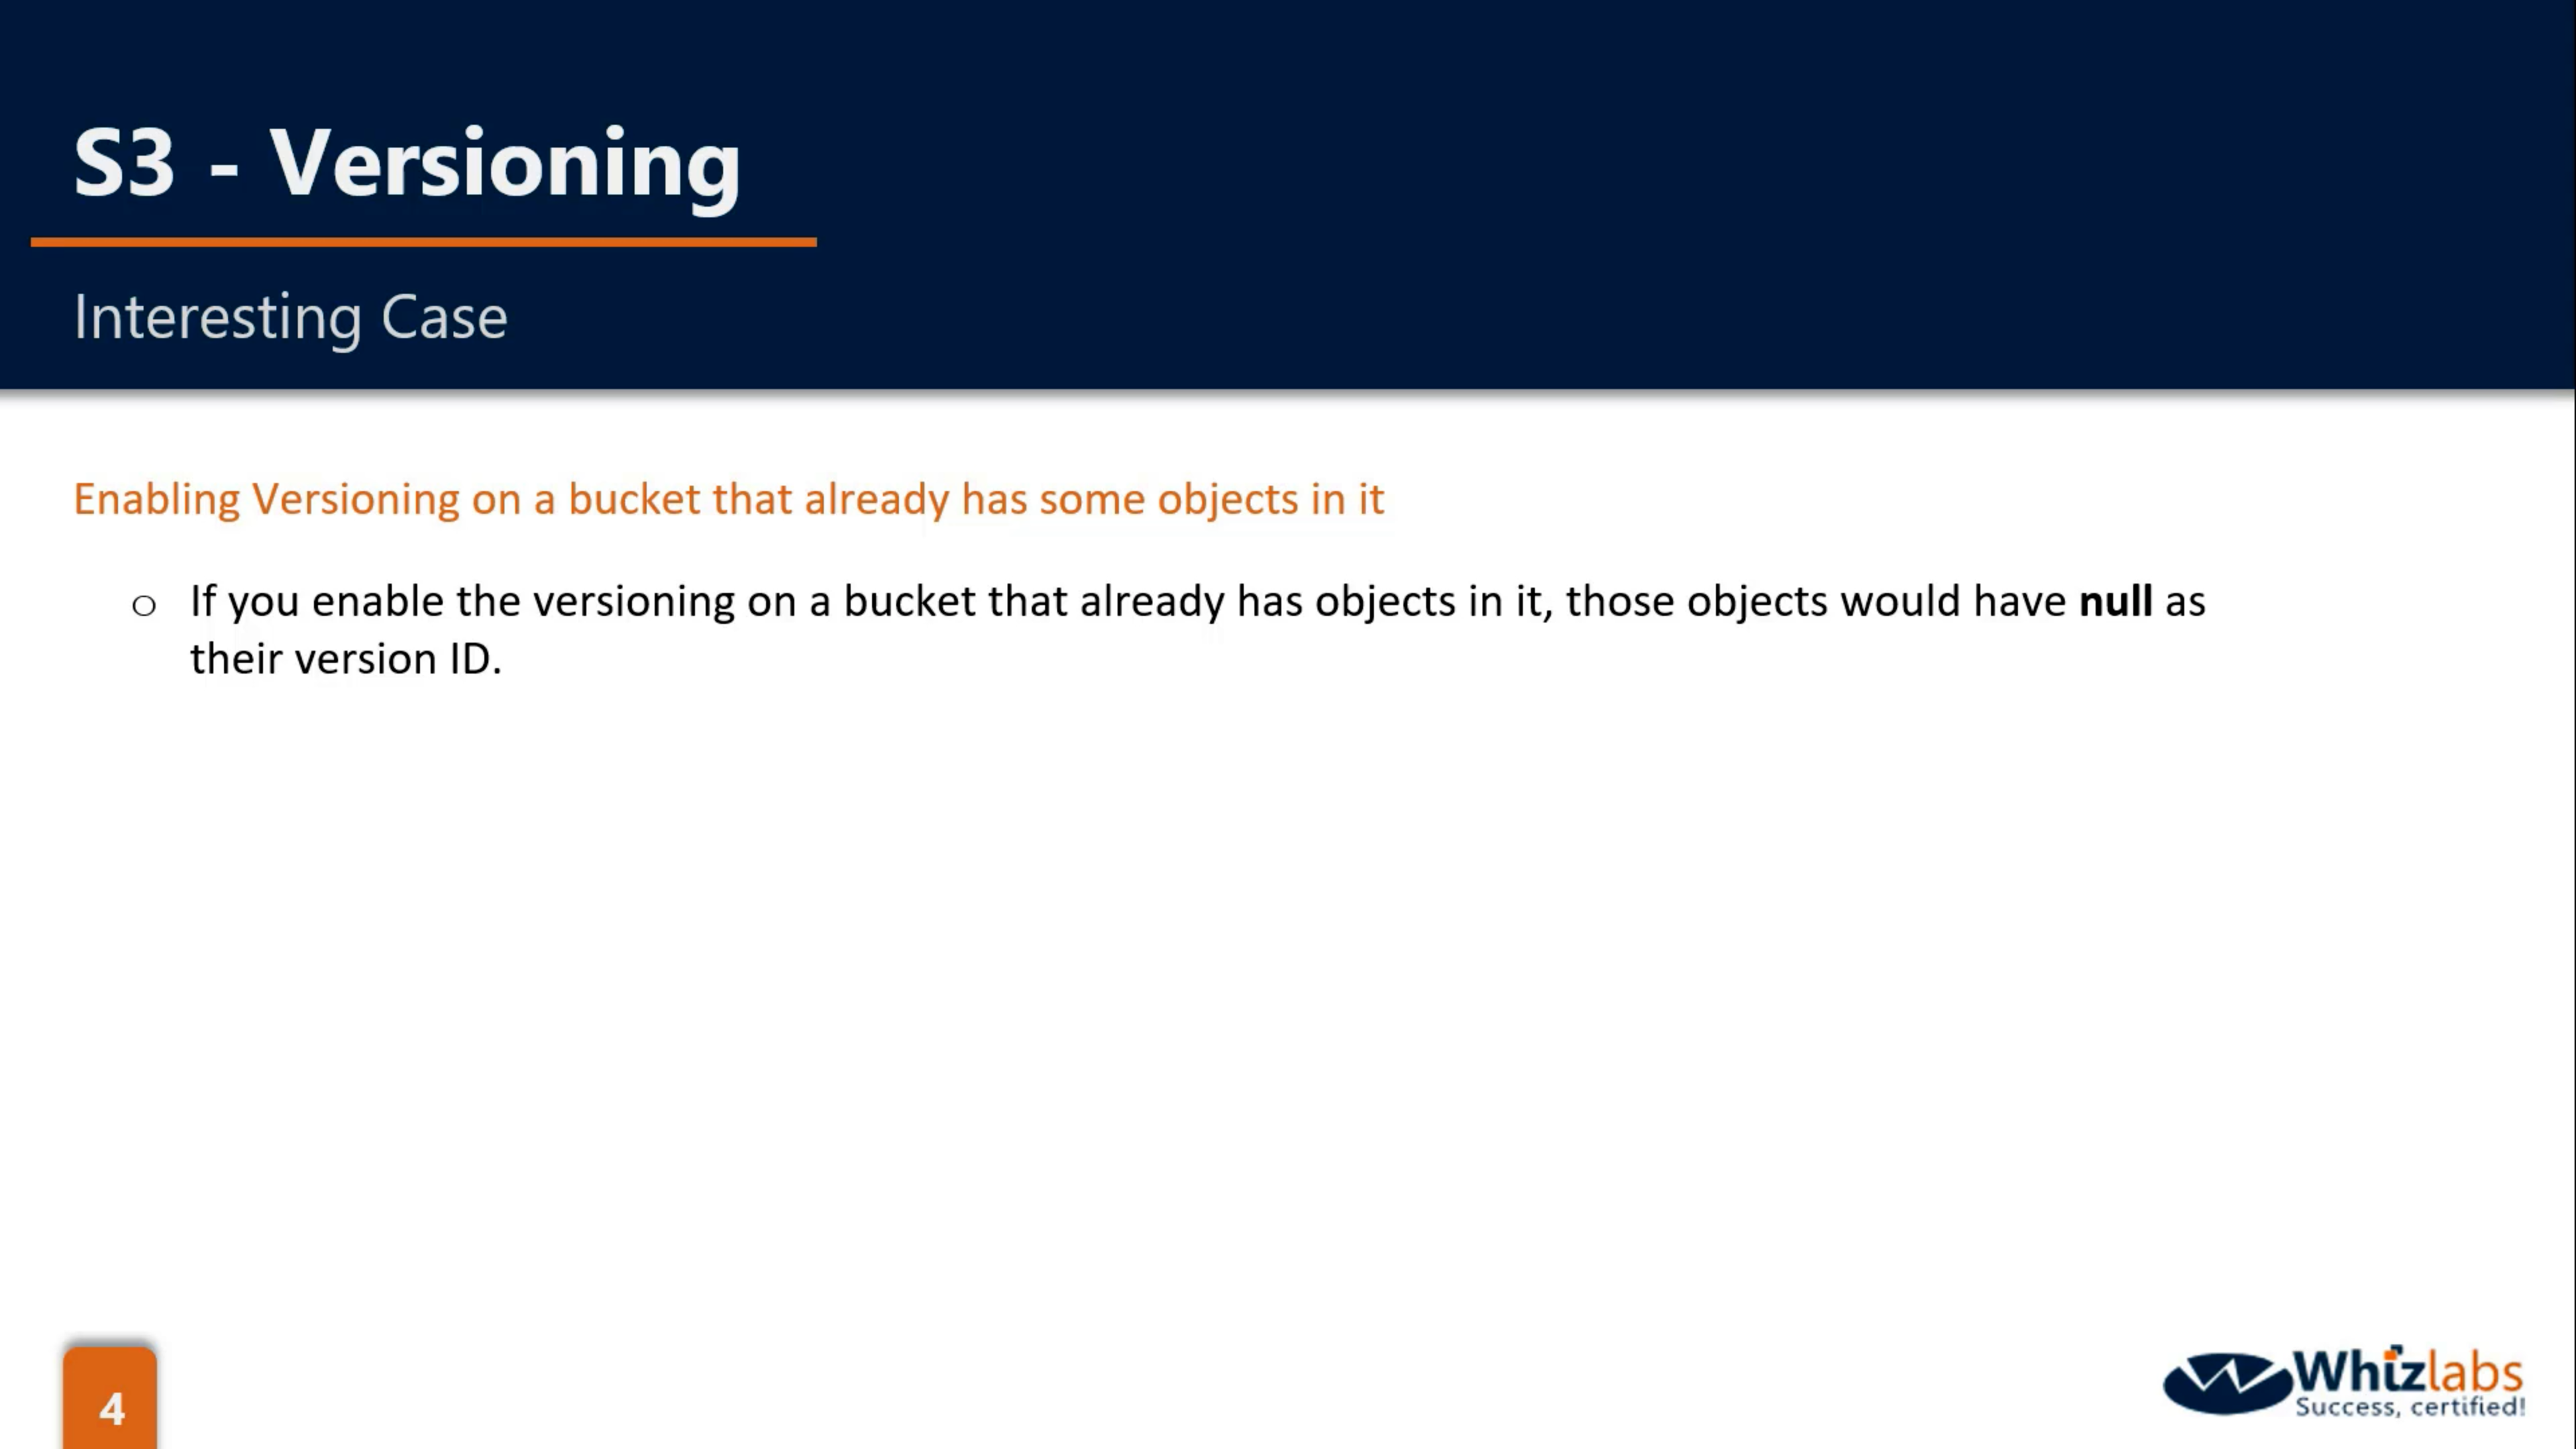 S3 - Versioning
Interesting Case
Enabling Versioning on a bucket that already has some objects in it
o If you enable the versioning on a bucket that already has objects in it, those objects would have null as
their version ID.
4
Whizlabs
Success, certified!